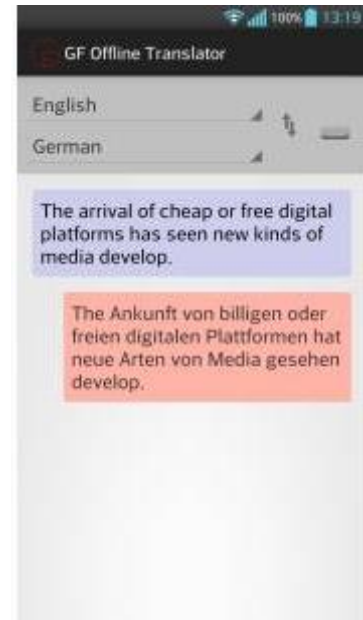 100% 13:19
GF Offline Translator
English
German
The arrival of cheap or free digital
platforms has seen new kinds of
media develop.
The Ankunft von billigen oder
freien digitalen Plattformen hat
neue Arten von Media gesehen
develop.